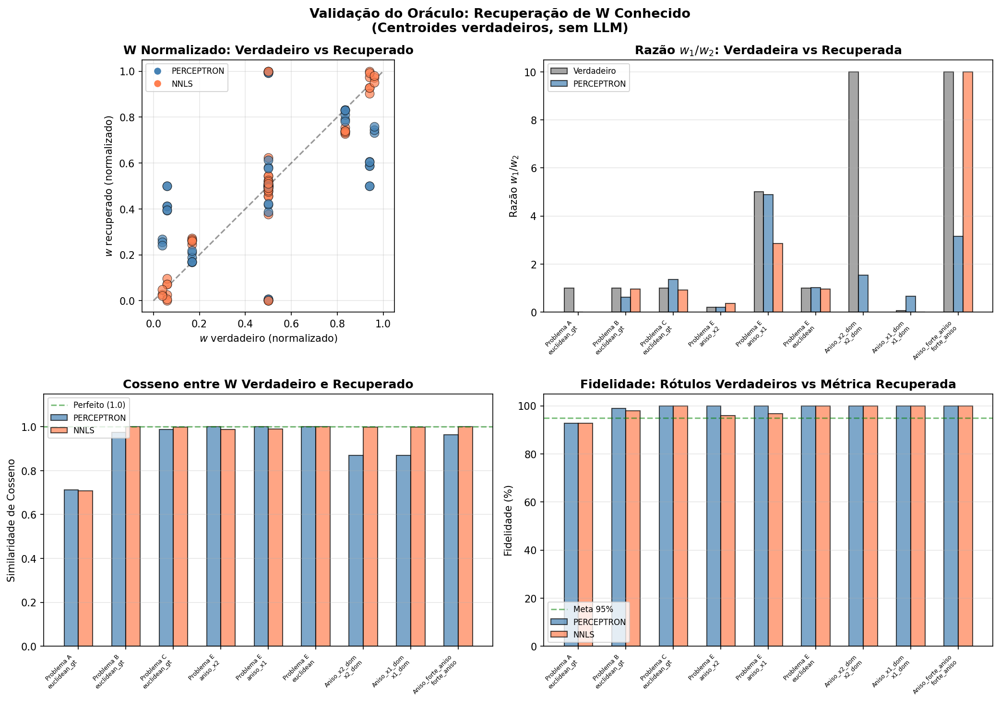 Validação do Oráculo: Recuperação de W Conhecido
(Centroides verdadeiros, sem LLM)
W Normalizado: Verdadeiro vs Recuperado
PERCEPTRON
NNLS
1.0
0.8
0.6
0.4
0.2
0.0
w recuperado (normalizado)
0.0 0.2 0.4 0.6 0.8 1.0
w verdadeiro (normalizado)
Razão w1/w2: Verdadeira vs Recuperada
Verdadeiro
PERCEPTRON
10
8
6
4
2
0
Razão w1/w2
Problema A
euclidean_gt
Problema B
euclidean_gt
Problema C
euclidean_gt
Problema E
aniso_x2
Problema E
aniso_x1
Problema E
euclidean
Aniso_x2_dom
x2_dom
Aniso_x1_dom
x1_dom
Aniso_forte_aniso
forte_aniso
Cosseno entre W Verdadeiro e Recuperado
Perfeito (1.0)
PERCEPTRON
NNLS
1.0
0.8
0.6
0.4
0.2
0.0
Similaridade de Cosseno
Problema A
euclidean_gt
Problema B
euclidean_gt
Problema C
euclidean_gt
Problema E
aniso_x2
Problema E
aniso_x1
Problema E
euclidean
Aniso_x2_dom
x2_dom
Aniso_x1_dom
x1_dom
Aniso_forte_aniso
forte_aniso
Fidelidade: Rótulos Verdadeiros vs Métrica Recuperada
100
80
60
40
20
0
Fidelidade (%)
Meta 95%
PERCEPTRON
NNLS
Problema A
euclidean_gt
Problema B
euclidean_gt
Problema C
euclidean_gt
Problema E
aniso_x2
Problema E
aniso_x1
Problema E
euclidean
Aniso_x2_dom
x2_dom
Aniso_x1_dom
x1_dom
Aniso_forte_aniso
forte_aniso